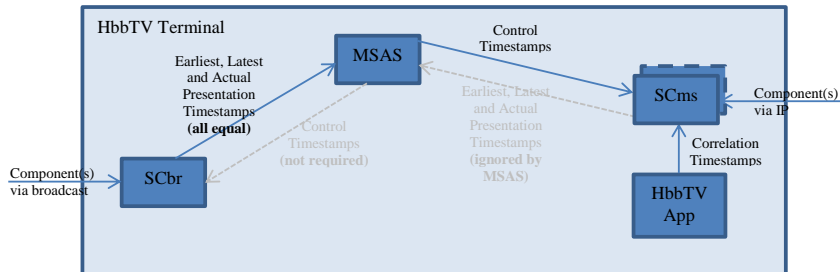 HbbTV Terminal
MSAS
Control
Timestamps
Earliest, Latest
and Actual
Presentation
Timestamps
(all equal)
Earliest, Latest
and Actual
Presentation
Timestamps
(ignored by
MSAS)
SCms
Component(s)
via IP
Control
Timestamps
(not required)
Correlation
Timestamps
Component(s)
via broadcast
SCbr
HbbTV
App